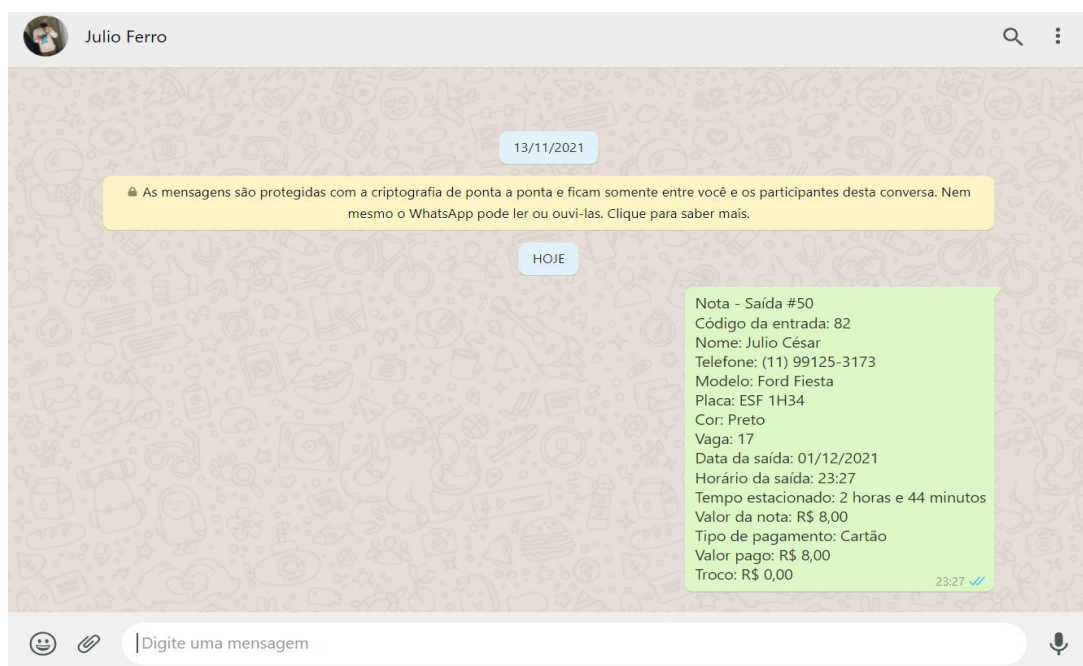 Julio Ferro
13/11/2021
As mensagens são protegidas com a criptografia de ponta a ponta e ficam somente entre você e os participantes desta conversa. Nem
mesmo o WhatsApp pode ler ou ouvi-las. Clique para saber mais.
HOJE
Nota - Saída #50
Código da entrada: 82
Nome: Julio César
Telefone: (11) 99125-3173
Modelo: Ford Fiesta
Placa: ESF 1H34
Cor: Preto
Vaga: 17
Data da saída: 01/12/2021
Horário da saída: 23:27
Tempo estacionado: 2 horas e 44 minutos
Valor da nota: R$ 8,00
Tipo de pagamento: Cartão
Valor pago: R$ 8,00
Troco: R$ 0,00
23:27
Digite uma mensagem